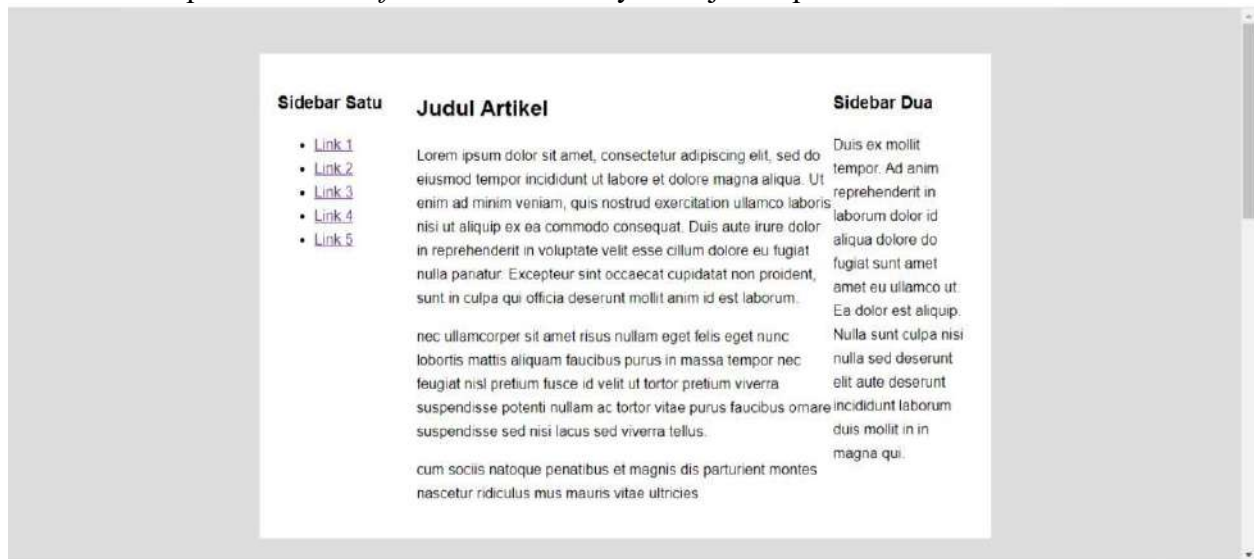 Sidebar Satu
• Link 1
• Link 2
• Link 3
• Link 4
• Link 5
Judul Artikel
Lorem ipsum dolor sit amet, consectetur adipiscing elit, sed do
eiusmod tempor incididunt ut labore et dolore magna aliqua. Ut
enim ad minim veniam, quis nostrud exercitation ullamco laboris
nisi ut aliquip ex ea commodo consequat. Duis aute irure dolor
in reprehenderit in voluptate velit esse cillum dolore eu fugiat
nulla pariatur. Excepteur sint occaecat cupidatat non proident,
sunt in culpa qui officia deserunt mollit anim id est laborum.
nec ullamcorper sit amet risus nullam eget felis eget nunc
lobortis mattis aliquam faucibus purus in massa tempor nec
feugiat nisl pretium fusce id velit ut tortor pretium viverra
suspendisse potenti nullam ac tortor vitae purus faucibus ornare
suspendisse sed nisi lacus sed viverra tellus.
cum sociis natoque penatibus et magnis dis parturient montes
nascetur ridiculus mus mauris vitae ultricies
Sidebar Dua
Duis ex mollit
tempor. Ad anim
reprehenderit in
laborum dolor id
aliqua dolore do
fugiat sunt amet
amet eu ullamco ut.
Ea dolor est aliquip.
Nulla sunt culpa nisi
nulla sed deserunt
elit aute deserunt
incididunt laborum
duis mollit in in
magna qui.